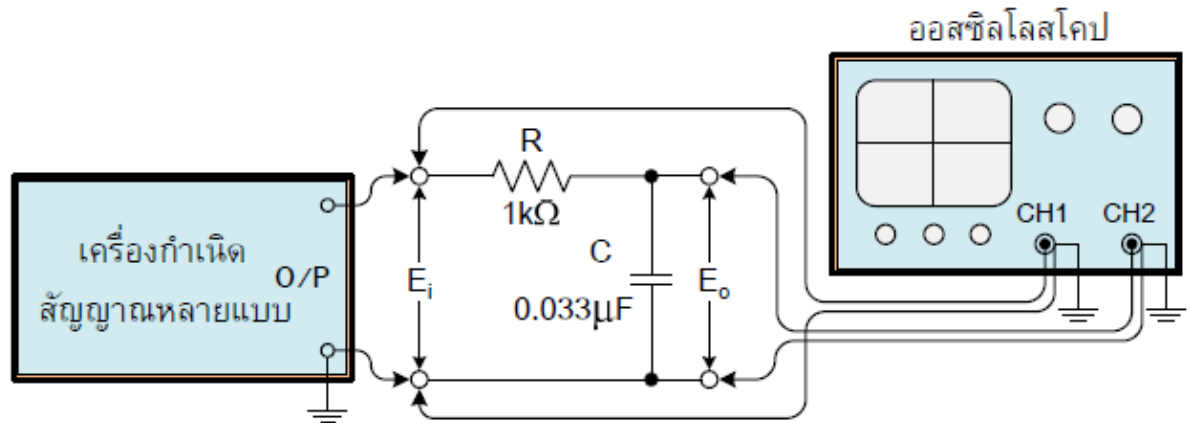 ออสซิลโลสโคป
R
1kΩ
CH1
CH2
เครื่องกำเนิด
สัญญาณหลายแบบ
O/P
Ei
C
0.033µF
Eo